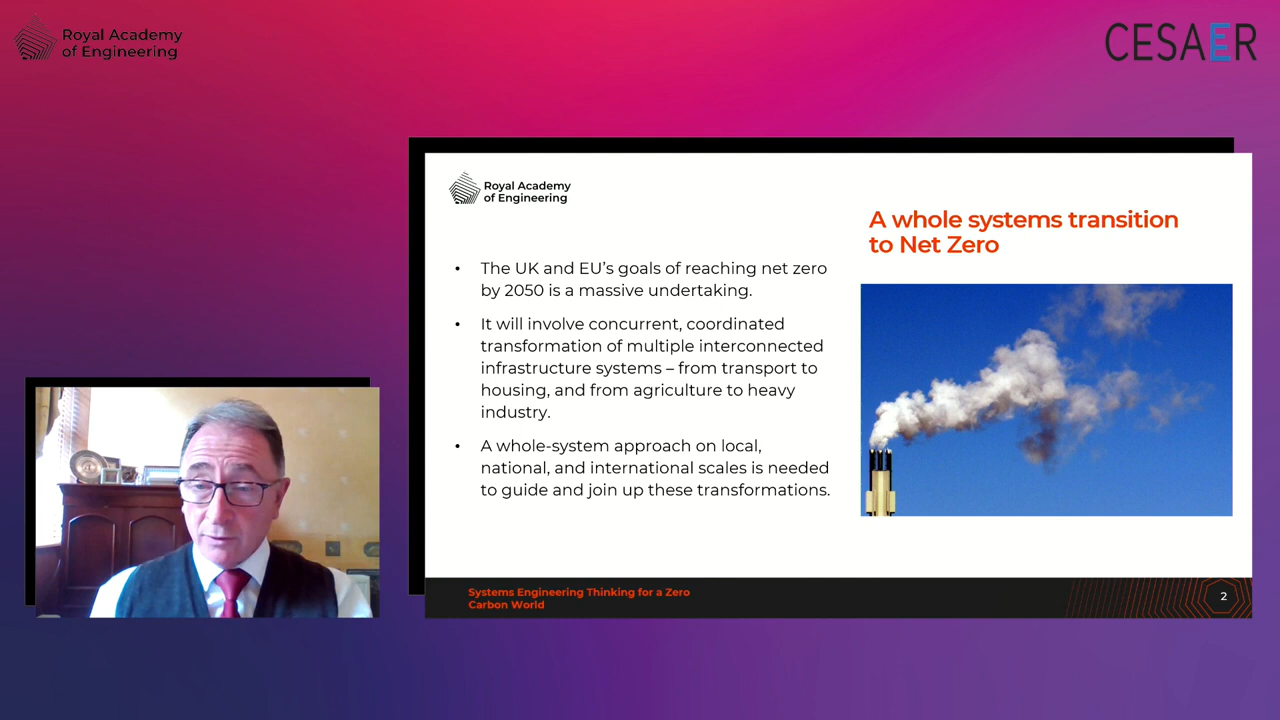 Royal Academy
of Engineering
CESAER
Royal Academy
of Engineering
A whole systems transition
to Net Zero
• The UK and EU's goals of reaching net zero
by 2050 is a massive undertaking.
• It will involve concurrent, coordinated
transformation of multiple interconnected
infrastructure systems – from transport to
housing, and from agriculture to heavy
industry.
• A whole-system approach on local,
national, and international scales is needed
to guide and join up these transformations.
Systems Engineering Thinking for a Zero
Carbon World
2